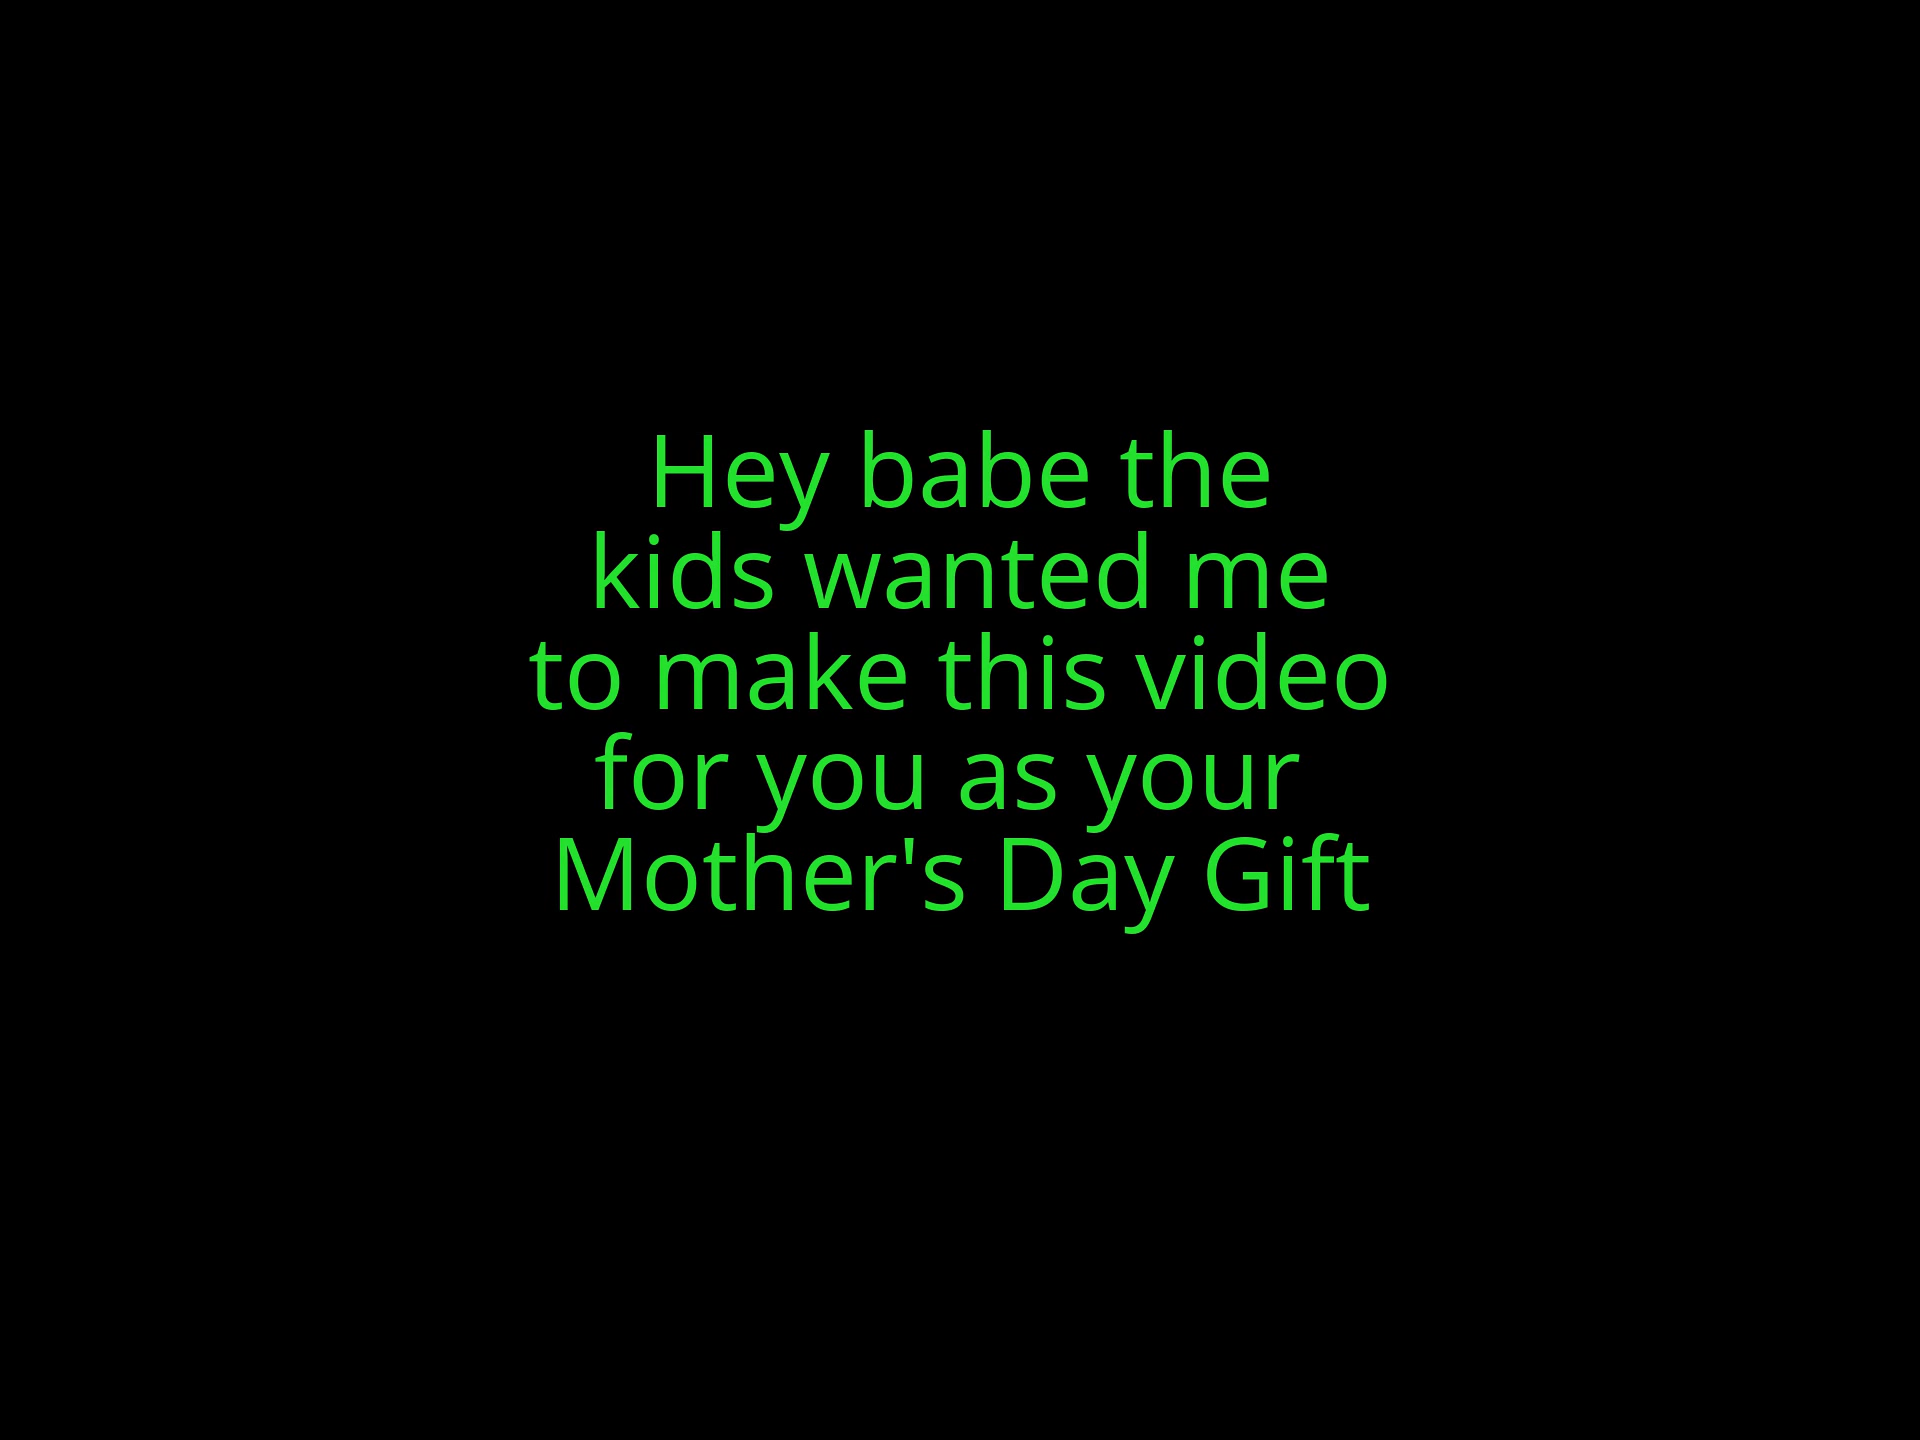 Hey babe the
kids wanted me
to make this video
for you as your
Mother's Day Gift